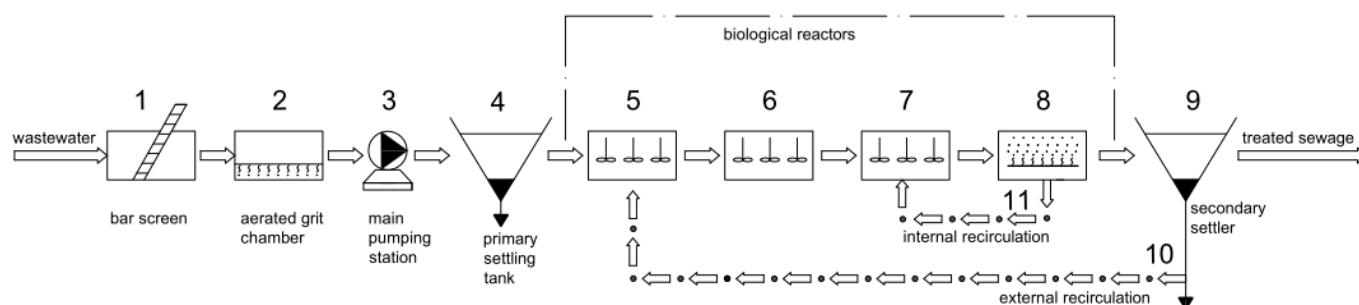 biological reactors
1
2
3
4
5
6
7
8
9
wastewater
treated sewage
bar screen
aerated grit
chamber
main
pumping
station
primary
settling
tank
11
internal recirculation
secondary
settler
10
external recirculation